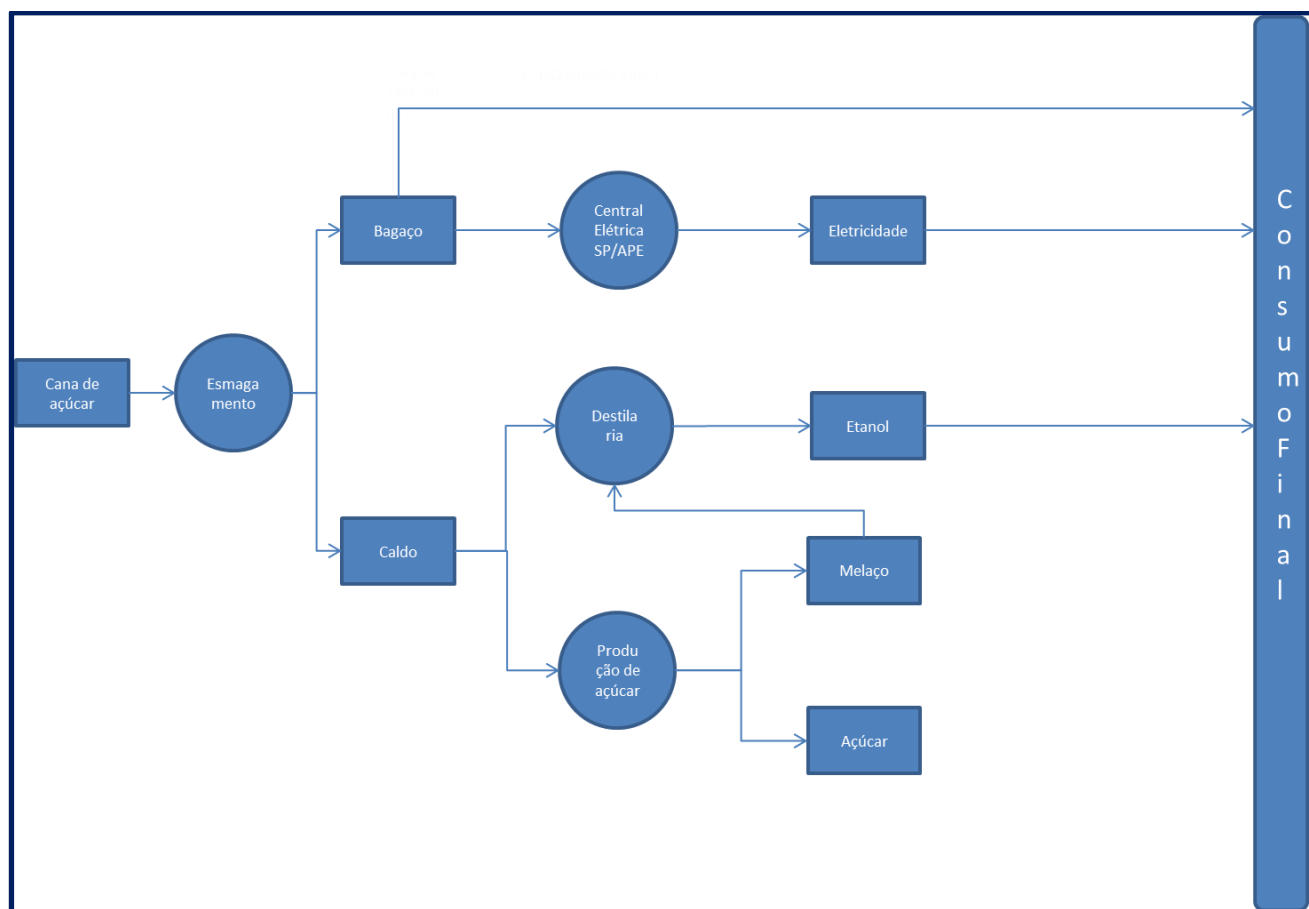 Bagaço
Central
Elétrica
SP/APE
Eletricidade
Cana de
açúcar
Esmaga
mento
Destila
ria
Etanol
Caldo
Melaço
Produ
ção de
açúcar
Açúcar
C
o
n
s
u
m
o
F
i
n
a
l